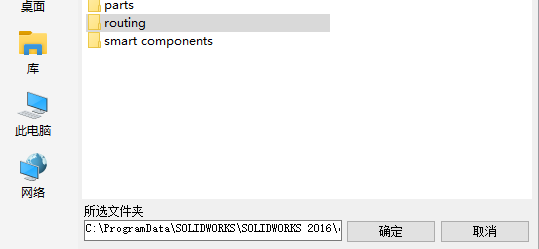 桌面
parts
routing
smart components
库
此电脑
网络
所选文件夹
C:\ProgramData\SOLIDWORKS\SOLIDWORKS 2016\
确定
取消